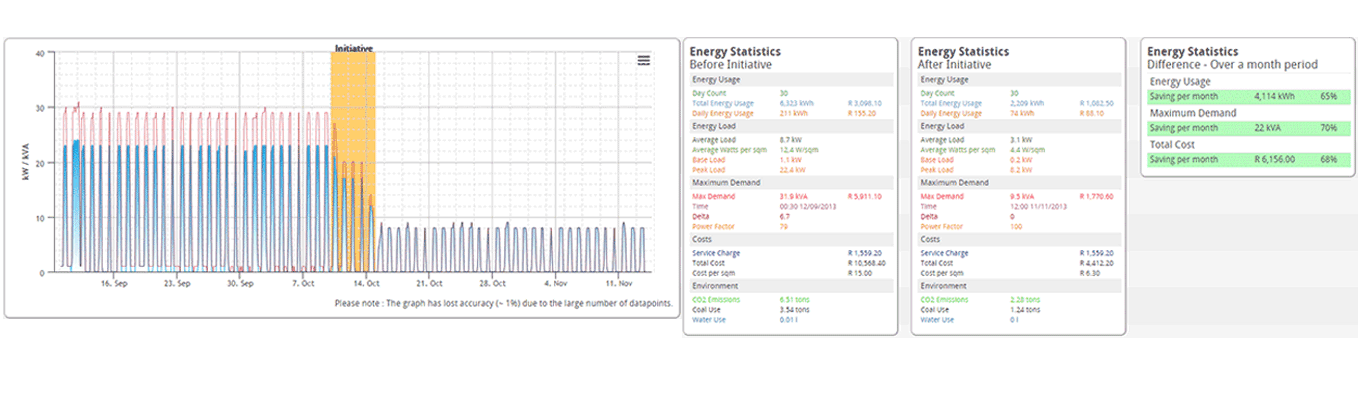 Initiative
40
30
20
10
0
kW / kVA
16. Sep
23. Sep
30. Sep
7. Oct
14. Oct
21. Oct
28. Oct
4. Nov
11. Nov
Please note : The graph has lost accuracy (~ 1%) due to the large number of datapoints.
Energy Statistics
Before Initiative
Energy Usage
Day Count 30
Total Energy Usage 6,323 kWh R 3,098.10
Daily Energy Usage 211 kWh R 155.20
Energy Load
Average Load 8.7 kW
Average Watts per sqm 12.4 W/sqm
Base Load 1.1 kW
Peak Load 22.4 kW
Maximum Demand
Max Demand 31.9 kVA R 5,911.10
Time 00:30 12/09/2013
Delta 6.7
Power Factor 79
Costs
Service Charge R 1,559.20
Total Cost R 10,568.40
Cost per sqm R 15.00
Environment
CO2 Emissions 6.51 tons
Coal Use 3.54 tons
Water Use 0.01 l
Energy Statistics
After Initiative
Energy Usage
Day Count 30
Total Energy Usage 2,209 kWh R 1,082.50
Daily Energy Usage 74 kWh R 68.10
Energy Load
Average Load 3.1 kW
Average Watts per sqm 4.4 W/sqm
Base Load 0.2 kW
Peak Load 8.2 kW
Maximum Demand
Max Demand 9.5 kVA R 1,770.60
Time 12:00 11/11/2013
Delta 0
Power Factor 100
Costs
Service Charge R 1,559.20
Total Cost R 4,412.20
Cost per sqm R 6.30
Environment
CO2 Emissions 2.28 tons
Coal Use 1.24 tons
Water Use 0 l
Energy Statistics
Difference - Over a month period
Energy Usage
Saving per month 4,114 kWh 65%
Maximum Demand
Saving per month 22 kVA 70%
Total Cost
Saving per month R 6,156.00 68%